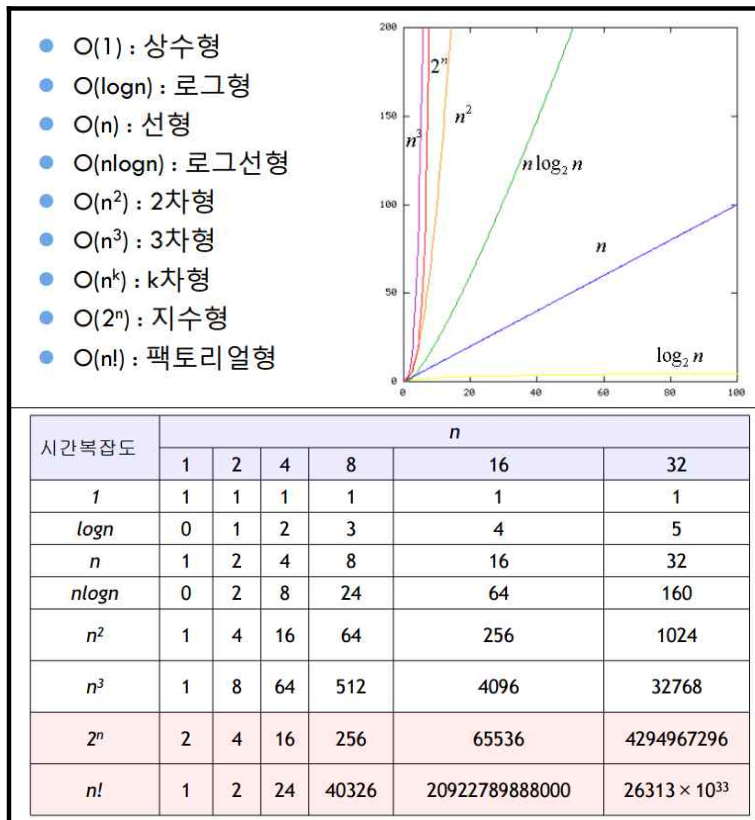 ● O(1) : 상수형
● O(logn) : 로그형
● O(n) : 선형
● O(nlogn) : 로그선형
● O(n²) : 2차형
● O(n³) : 3차형
● O(nᵏ) : k차형
● O(2ⁿ) : 지수형
● O(n!) : 팩토리얼형
200
150
100
50
0
0 20 40 60 80 100
n³
2ⁿ
n²
n log₂ n
n
log₂ n
시간복잡도 n
1 2 4 8 16 32
1 1 1 1 1 1 1
logn 0 1 2 3 4 5
n 1 2 4 8 16 32
nlogn 0 2 8 24 64 160
n² 1 4 16 64 256 1024
n³ 1 8 64 512 4096 32768
2ⁿ 2 4 16 256 65536 4294967296
n! 1 2 24 40326 20922789888000 26313 × 10³³